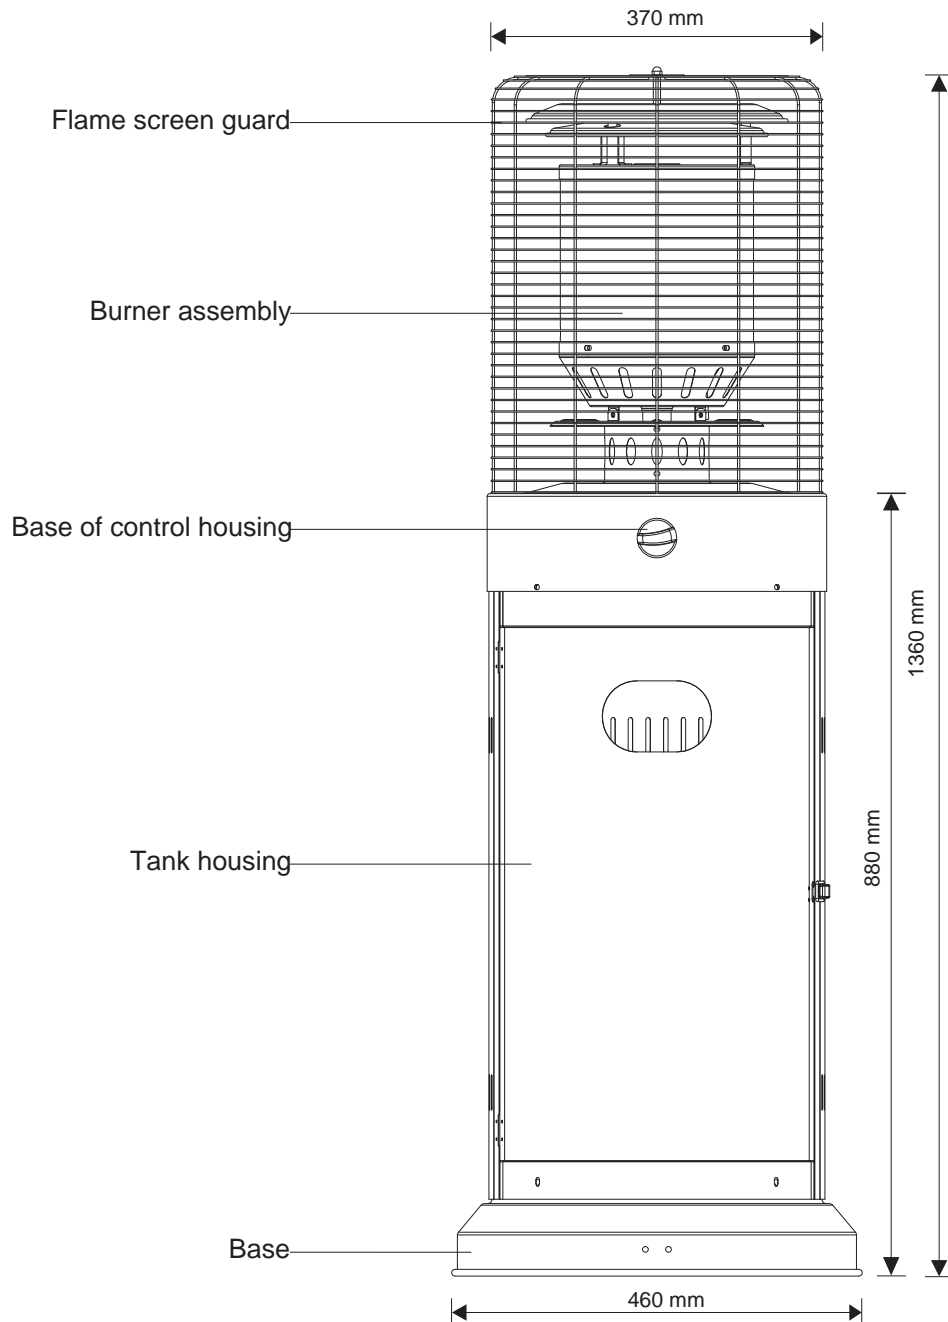 370 mm
Flame screen guard
Burner assembly
Base of control housing
1360 mm
880 mm
Tank housing
Base
460 mm